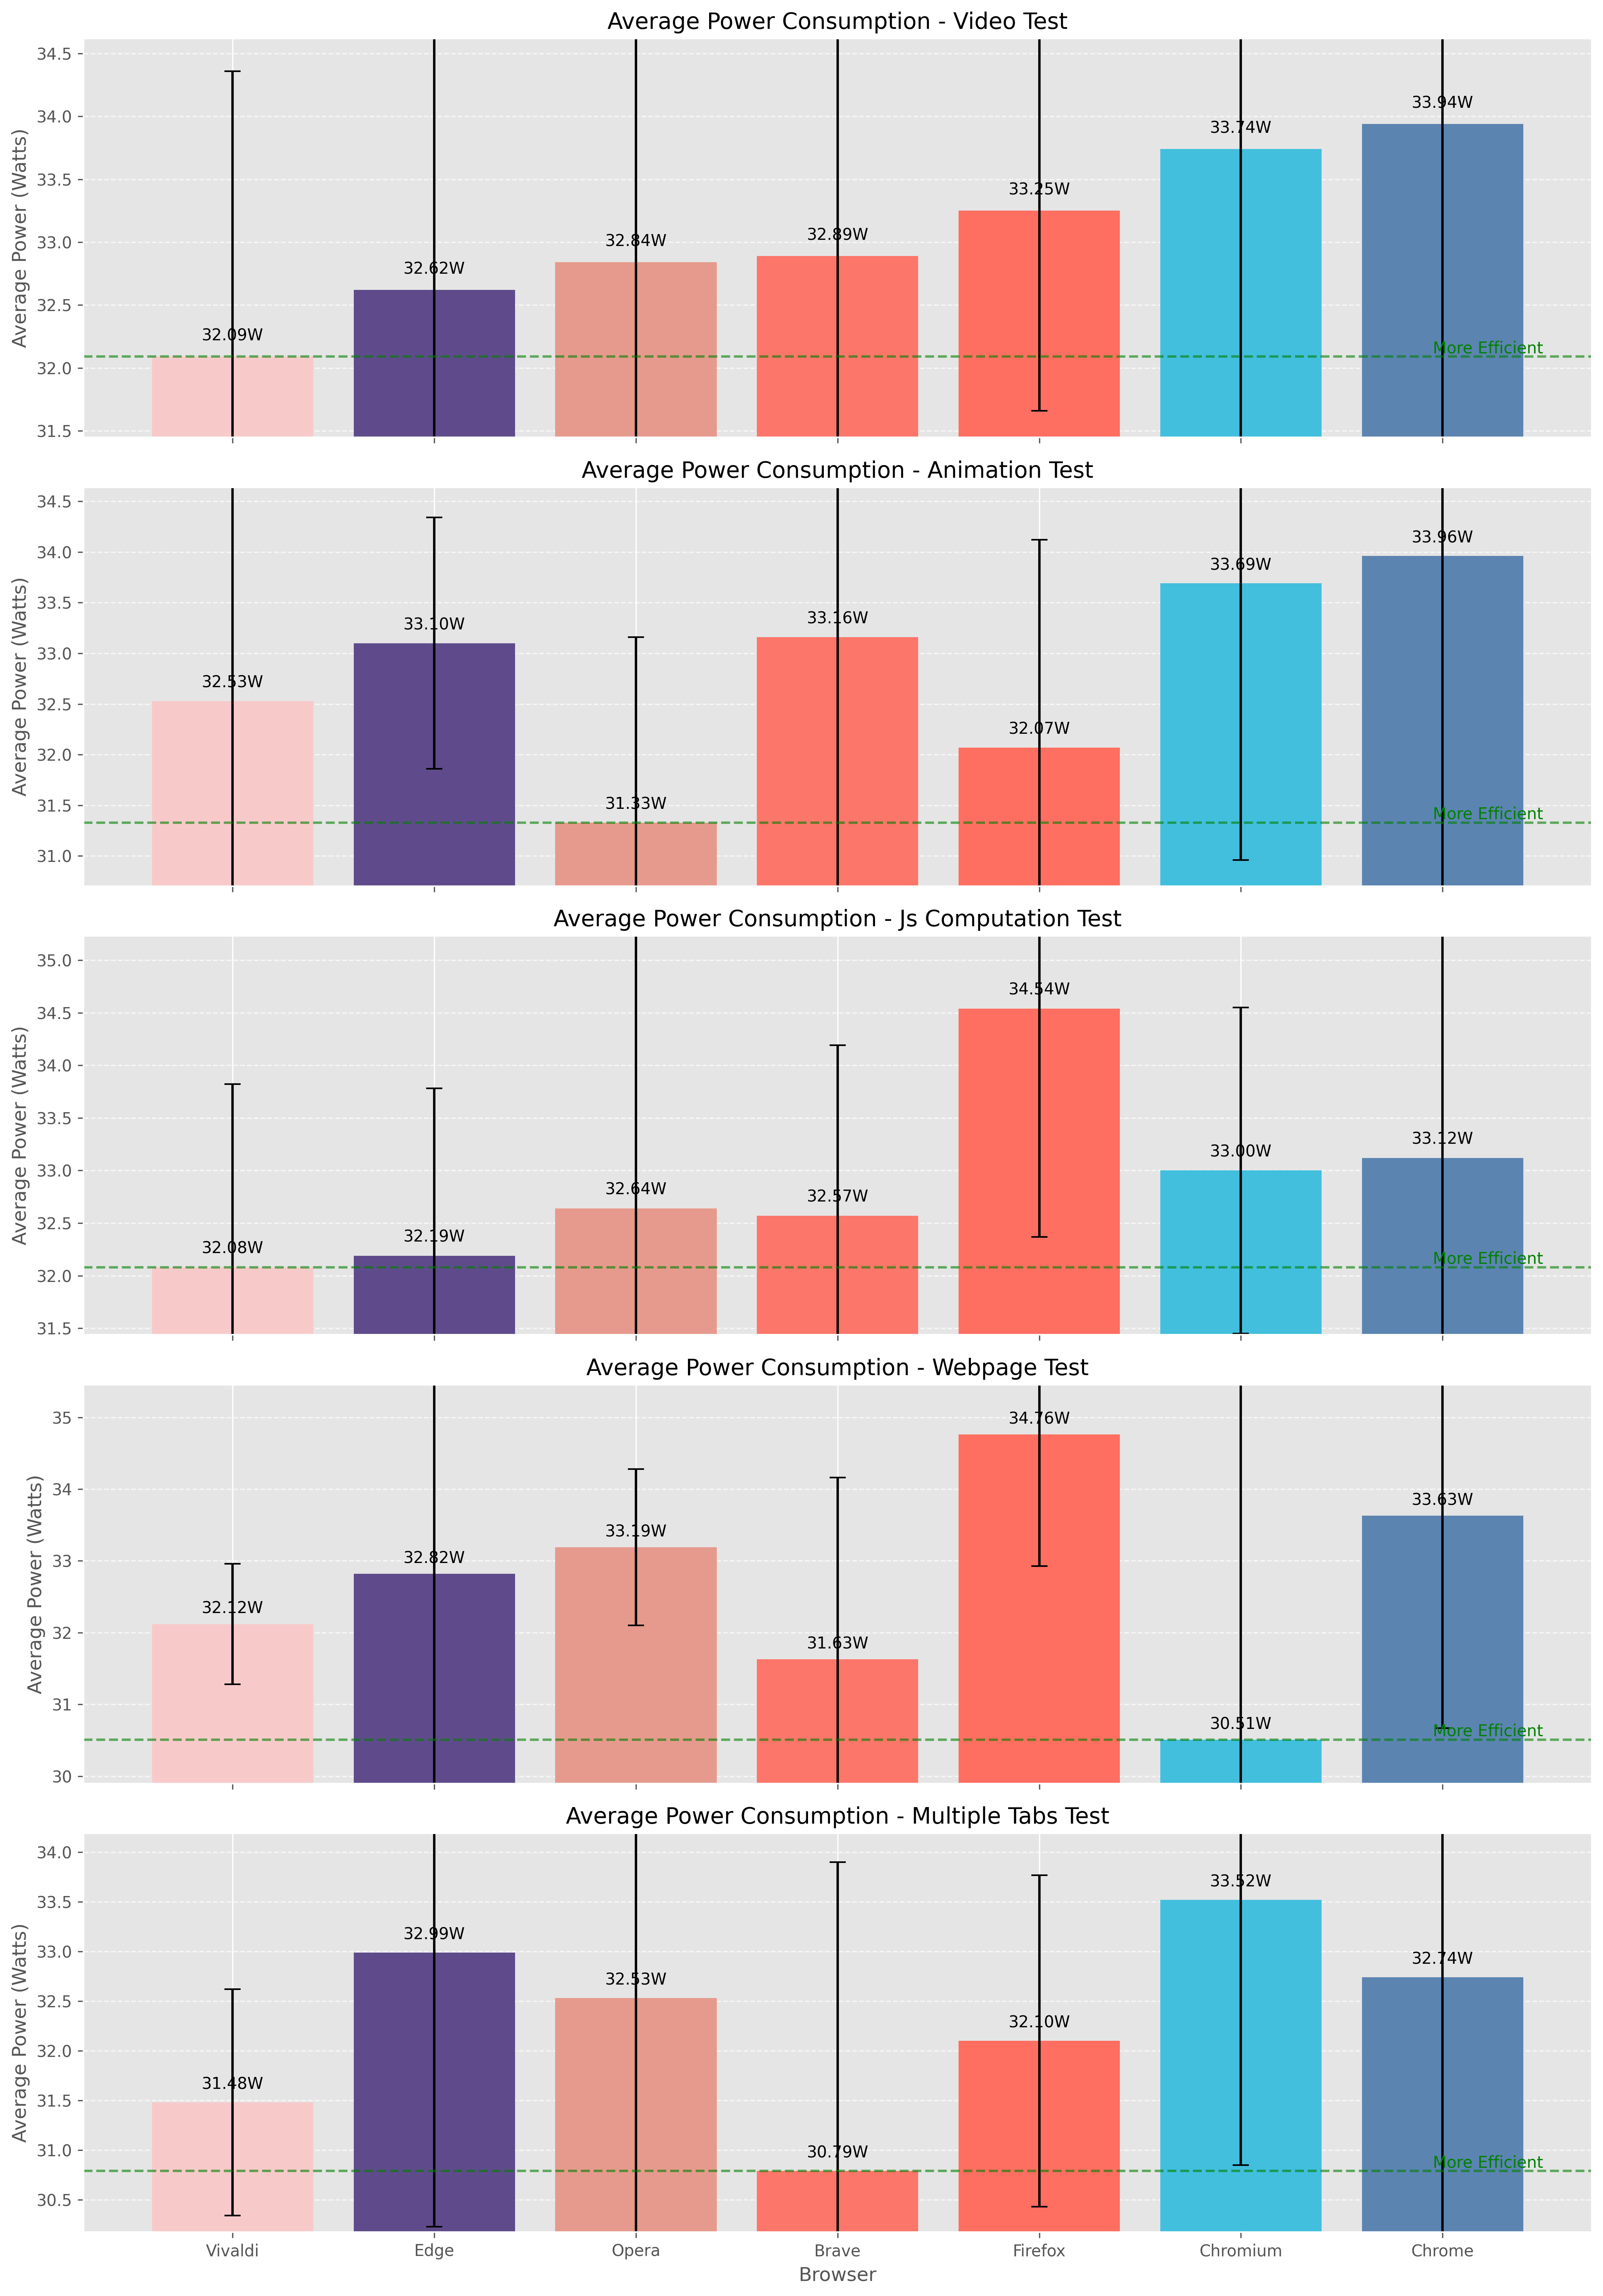 Average Power Consumption - Video Test
Average Power (Watts)
34.5
34.0
33.5
33.0
32.5
32.0
31.5
32.09W
32.62W
32.84W
32.89W
33.25W
33.74W
33.94W
More Efficient
Average Power Consumption - Animation Test
Average Power (Watts)
34.5
34.0
33.5
33.0
32.5
32.0
31.5
31.0
32.53W
33.10W
31.33W
33.16W
32.07W
33.69W
33.96W
More Efficient
Average Power Consumption - Js Computation Test
Average Power (Watts)
35.0
34.5
34.0
33.5
33.0
32.5
32.0
31.5
32.08W
32.19W
32.64W
32.57W
34.54W
33.00W
33.12W
More Efficient
Average Power Consumption - Webpage Test
Average Power (Watts)
35
34
33
32
31
30
32.12W
32.82W
33.19W
31.63W
34.76W
30.51W
33.63W
More Efficient
Average Power Consumption - Multiple Tabs Test
Average Power (Watts)
34.0
33.5
33.0
32.5
32.0
31.5
31.0
30.5
31.48W
32.99W
32.53W
30.79W
32.10W
33.52W
32.74W
More Efficient
Vivaldi
Edge
Opera
Brave
Firefox
Chromium
Chrome
Browser